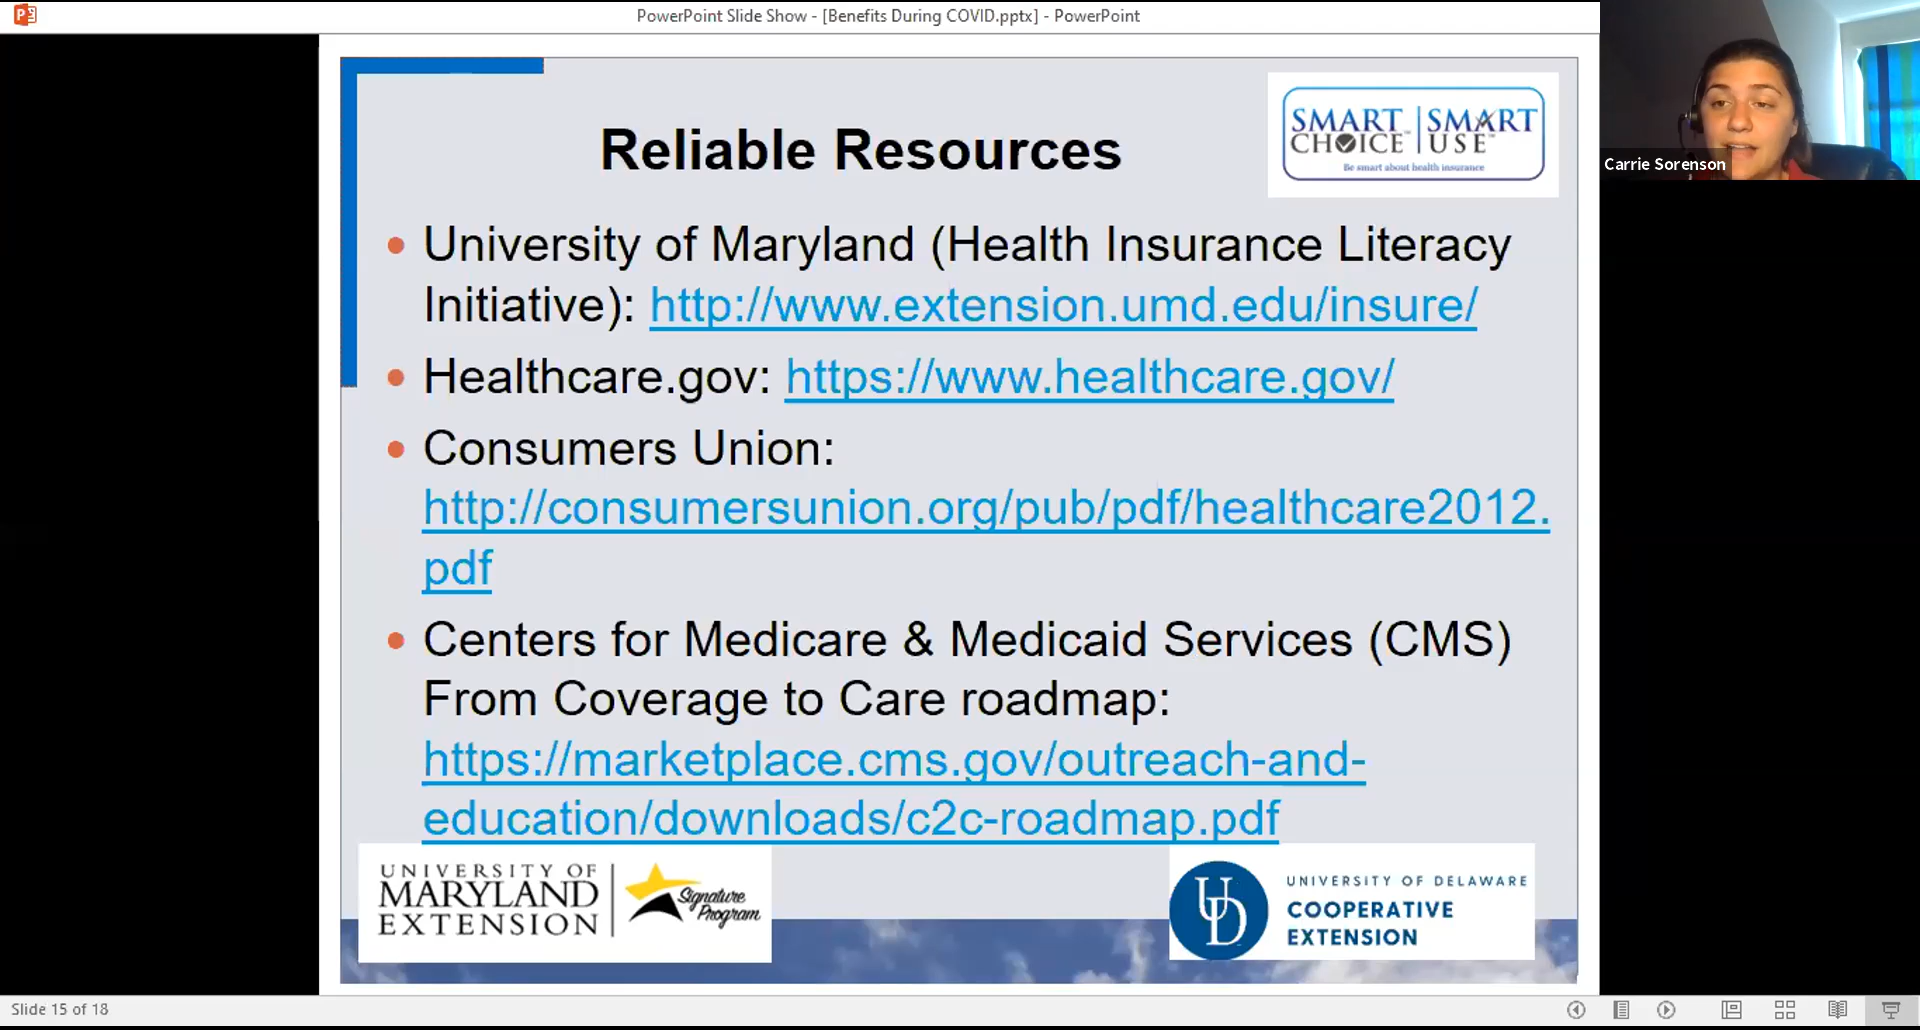 PowerPoint Slide Show - [Benefits During COVID.pptx] - PowerPoint
Reliable Resources
SMART CHOICE™ | SMART USE™
Be smart about health insurance
Carrie Sorenson
• University of Maryland (Health Insurance Literacy
Initiative): http://www.extension.umd.edu/insure/
• Healthcare.gov: https://www.healthcare.gov/
• Consumers Union:
http://consumersunion.org/pub/pdf/healthcare2012.
pdf
• Centers for Medicare & Medicaid Services (CMS)
From Coverage to Care roadmap:
https://marketplace.cms.gov/outreach-and-
education/downloads/c2c-roadmap.pdf
UNIVERSITY OF
MARYLAND
EXTENSION
Signature
Program
UD
UNIVERSITY OF DELAWARE
COOPERATIVE
EXTENSION
Slide 15 of 18